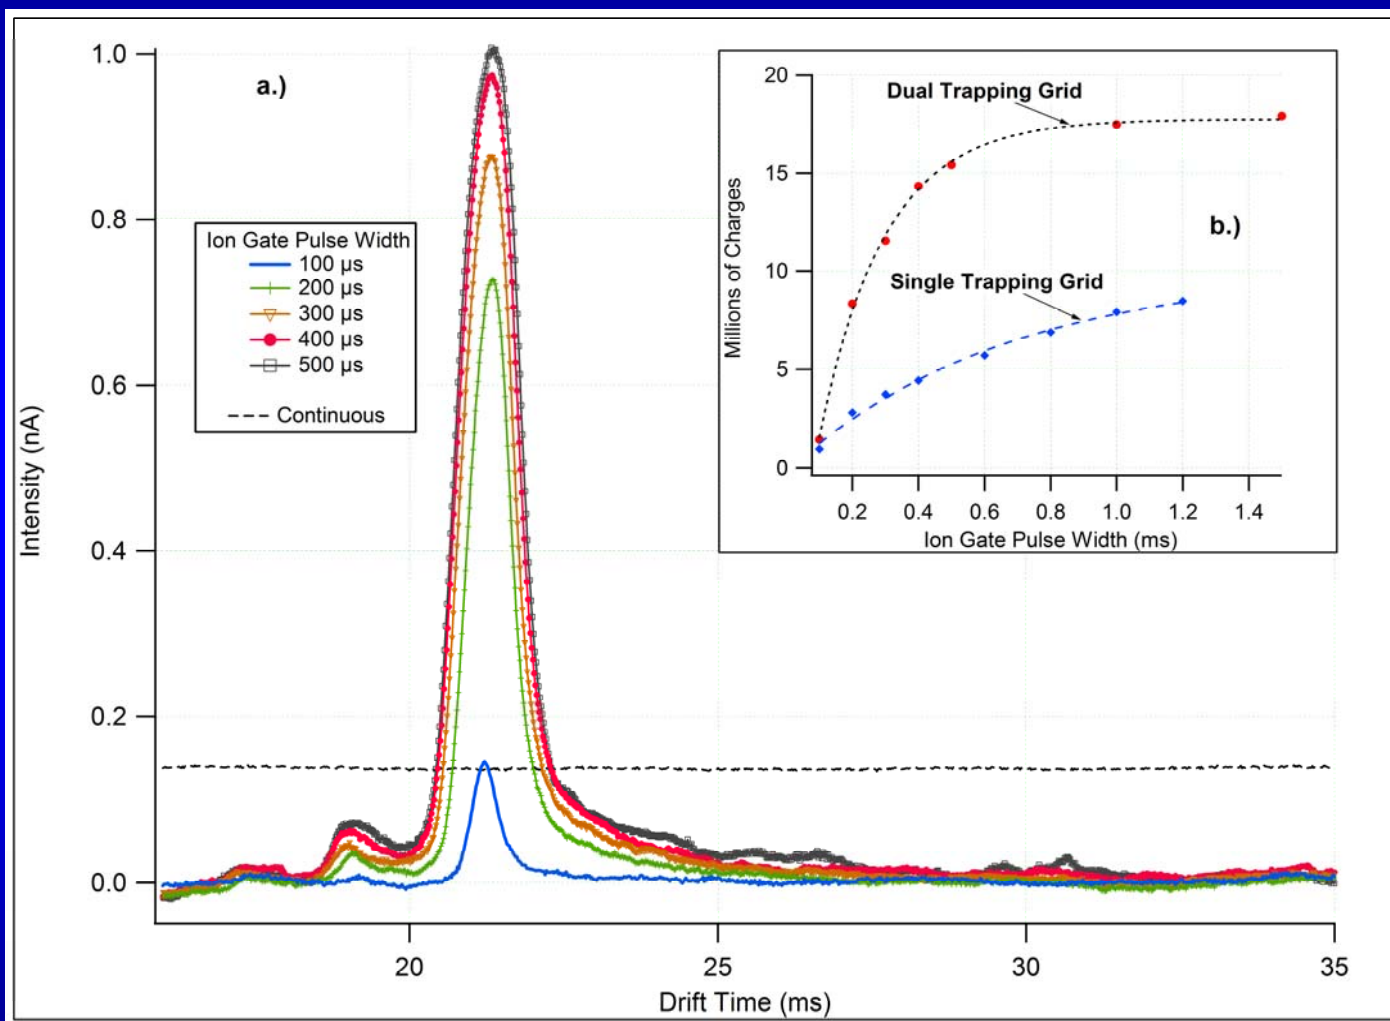 a.)
1.0
0.8
0.6
0.4
0.2
0.0
Intensity (nA)
20
25
30
35
Drift Time (ms)
Ion Gate Pulse Width
100 µs
200 µs
300 µs
400 µs
500 µs
Continuous
b.)
Dual Trapping Grid
Single Trapping Grid
20
15
10
5
0
Millions of Charges
0.2
0.4
0.6
0.8
1.0
1.2
1.4
Ion Gate Pulse Width (ms)